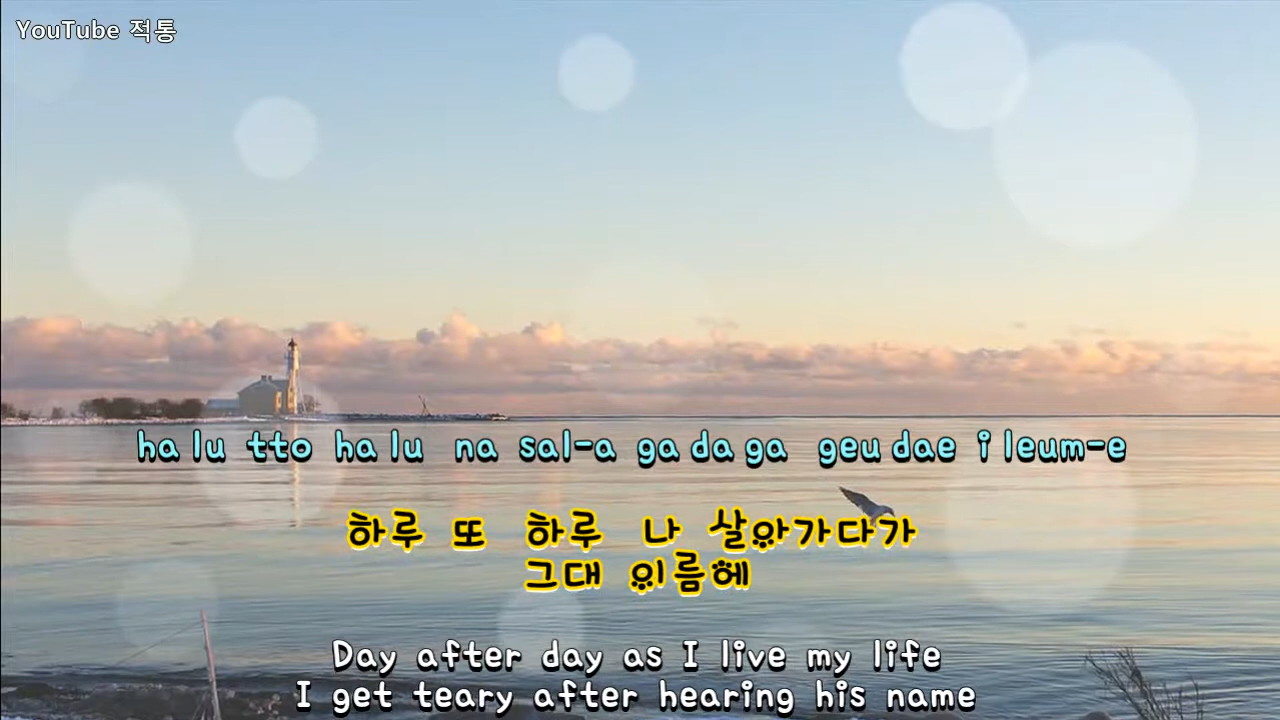 YouTube 적통
ha lu tto ha lu na sal-a ga da ga geu dae i leum-e
하루 또 하루 나 살아가다가
그대 이름에
Day after day as I live my life
I get teary after hearing his name